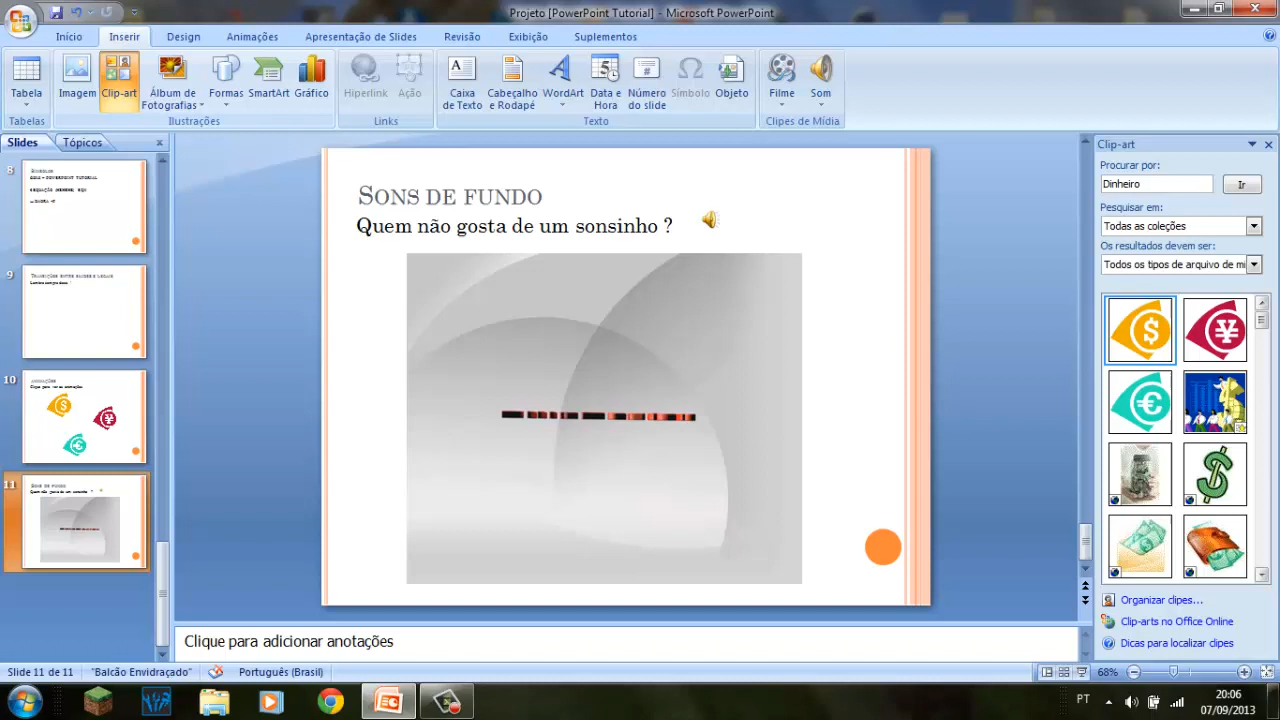 Projeto [PowerPoint Tutorial] - Microsoft PowerPoint
Início Inserir Design Animações Apresentação de Slides Revisão Exibição Suplementos
Tabela
Imagem
Clip-art
Álbum de Fotografias
Formas
SmartArt
Gráfico
Hiperlink
Ação
Caixa de Texto
Cabeçalho e Rodapé
WordArt
Data e Hora
Número do slide
Símbolo
Objeto
Filme
Som
Tabelas Ilustrações Links Texto Clipes de Mídia
Slides Tópicos
8
9
10
11
SONS DE FUNDO
Quem não gosta de um sonsinho ?
Clique para adicionar anotações
Clip-art
Procurar por:
Dinheiro Ir
Pesquisar em:
Todas as coleções
Os resultados devem ser:
Todos os tipos de arquivo de mí
Organizar clipes...
Clip-arts no Office Online
Dicas para localizar clipes
Slide 11 de 11 "Balcão Envidraçado" Português (Brasil) 68%
PT 20:06
07/09/2013